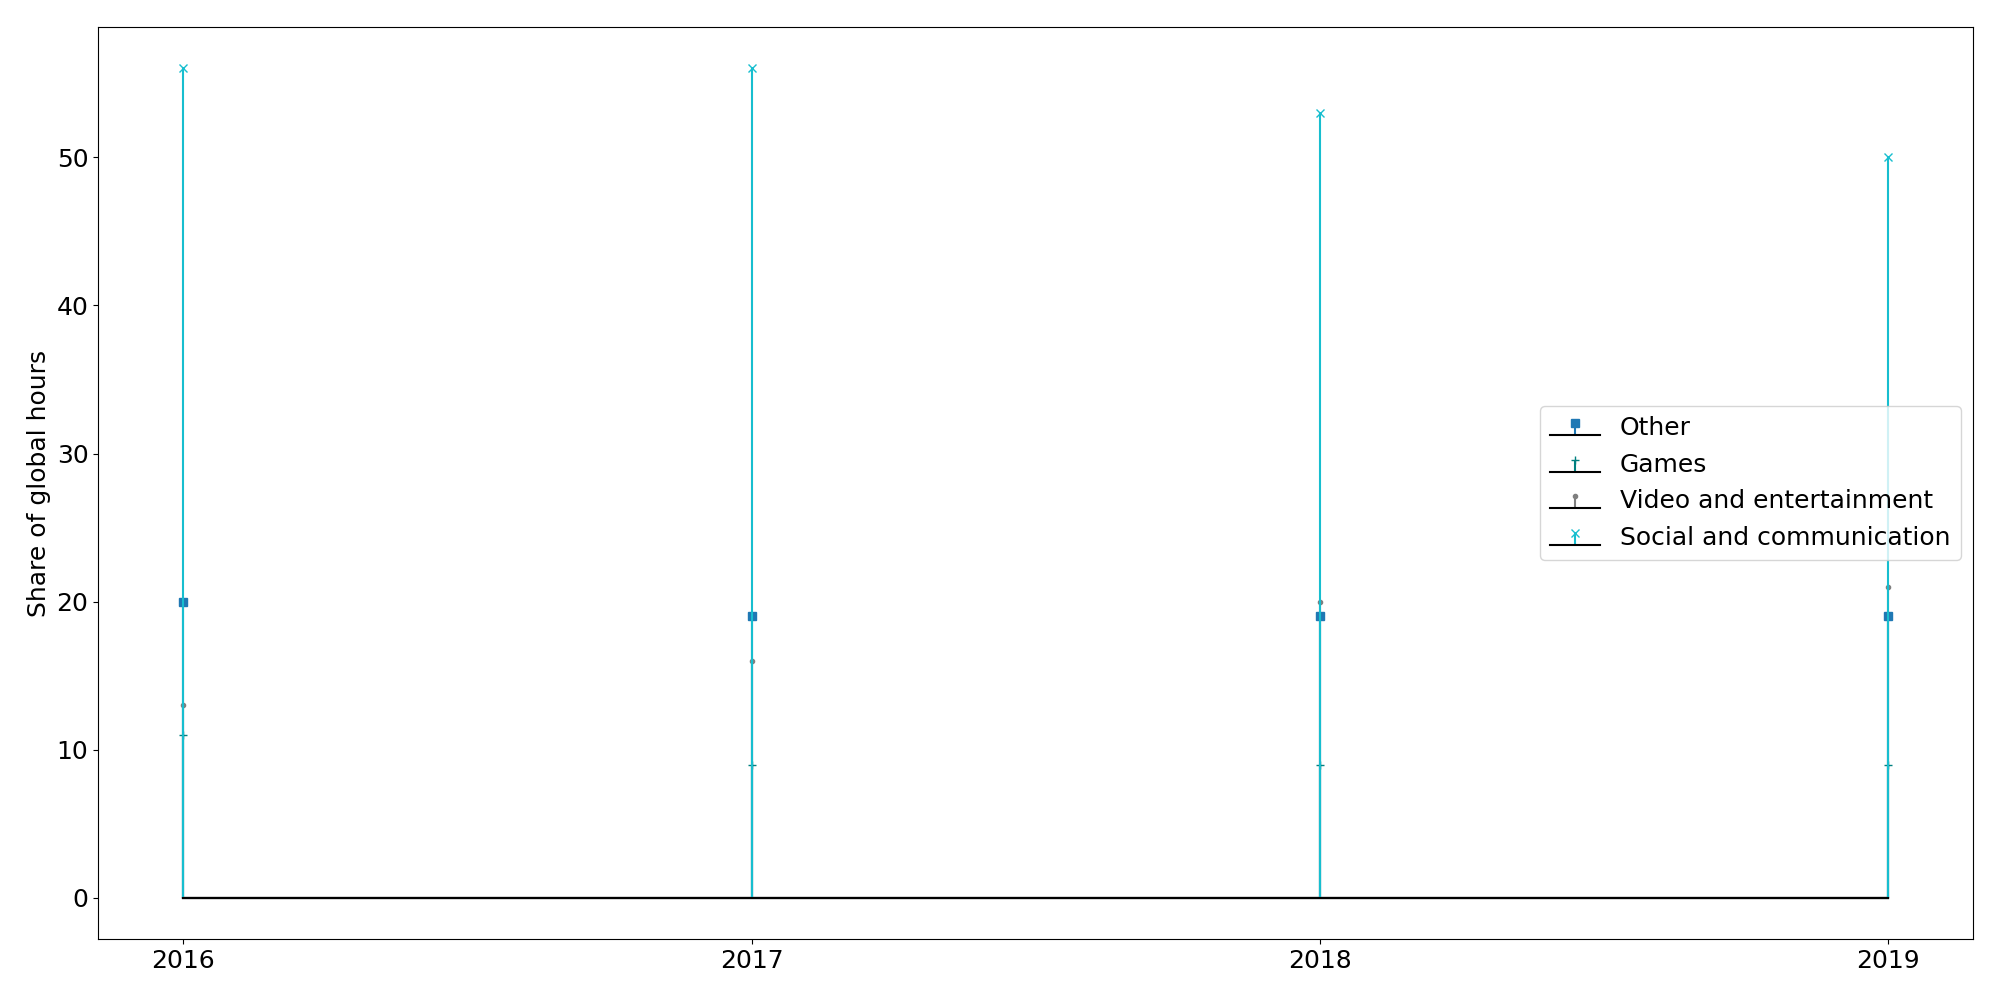 Share of global hours
50
40
30
20
10
0
2016
2017
2018
2019
Other
Games
Video and entertainment
Social and communication